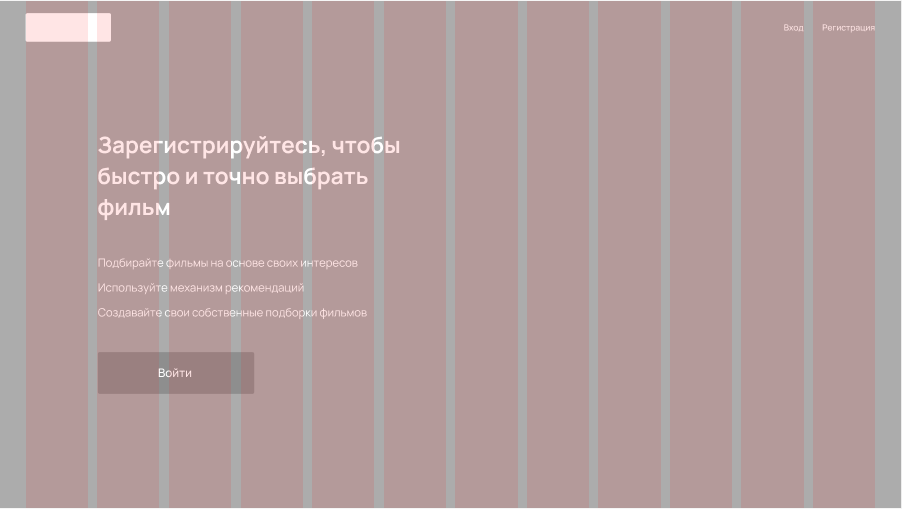 Вход Регистрация
Зарегистрируйтесь, чтобы
быстро и точно выбрать
фильм
Подбирайте фильмы на основе своих интересов
Используйте механизм рекомендаций
Создавайте свои собственные подборки фильмов
Войти